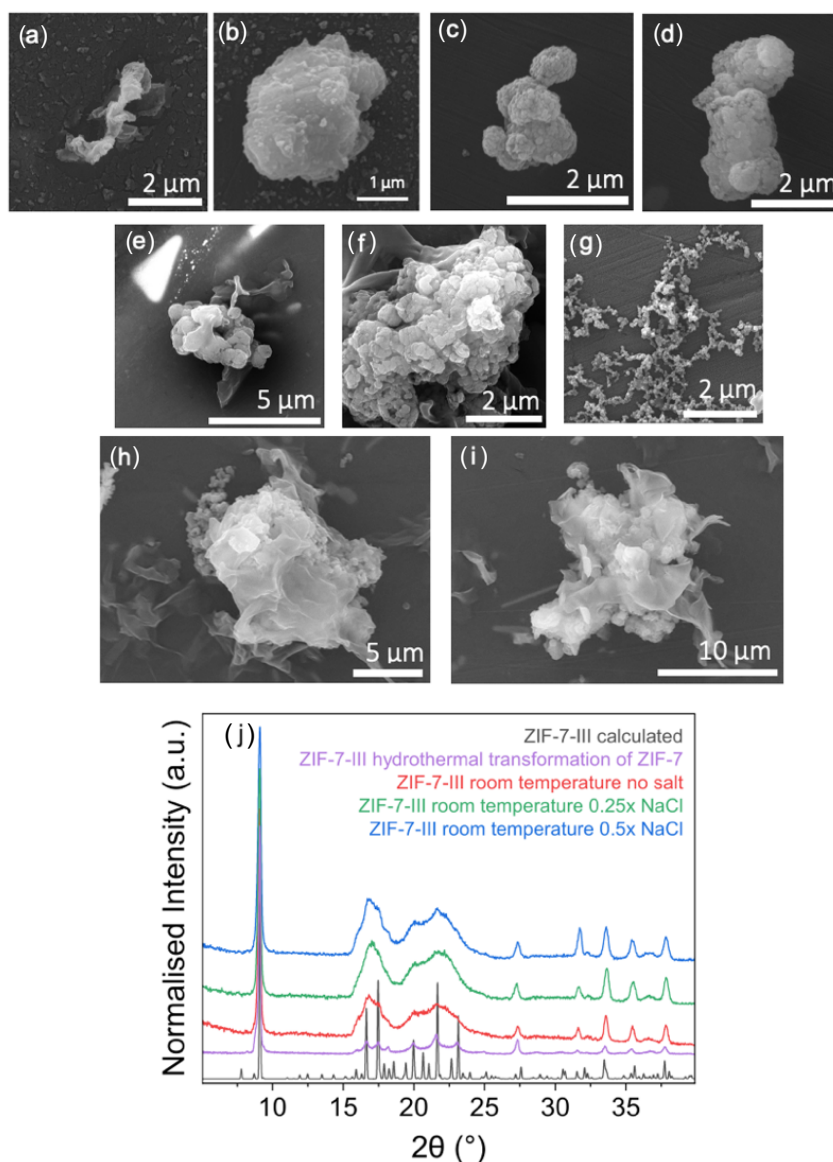 (a)
2 μm
(b)
1 μm
(c)
2 μm
(d)
2 μm
(e)
5 μm
(f)
2 μm
(g)
2 μm
(h)
5 μm
(i)
10 μm
(j)
ZIF-7-III calculated
ZIF-7-III hydrothermal transformation of ZIF-7
ZIF-7-III room temperature no salt
ZIF-7-III room temperature 0.25x NaCl
ZIF-7-III room temperature 0.5x NaCl
Normalised Intensity (a.u.)
10 15 20 25 30 35
2θ (°)